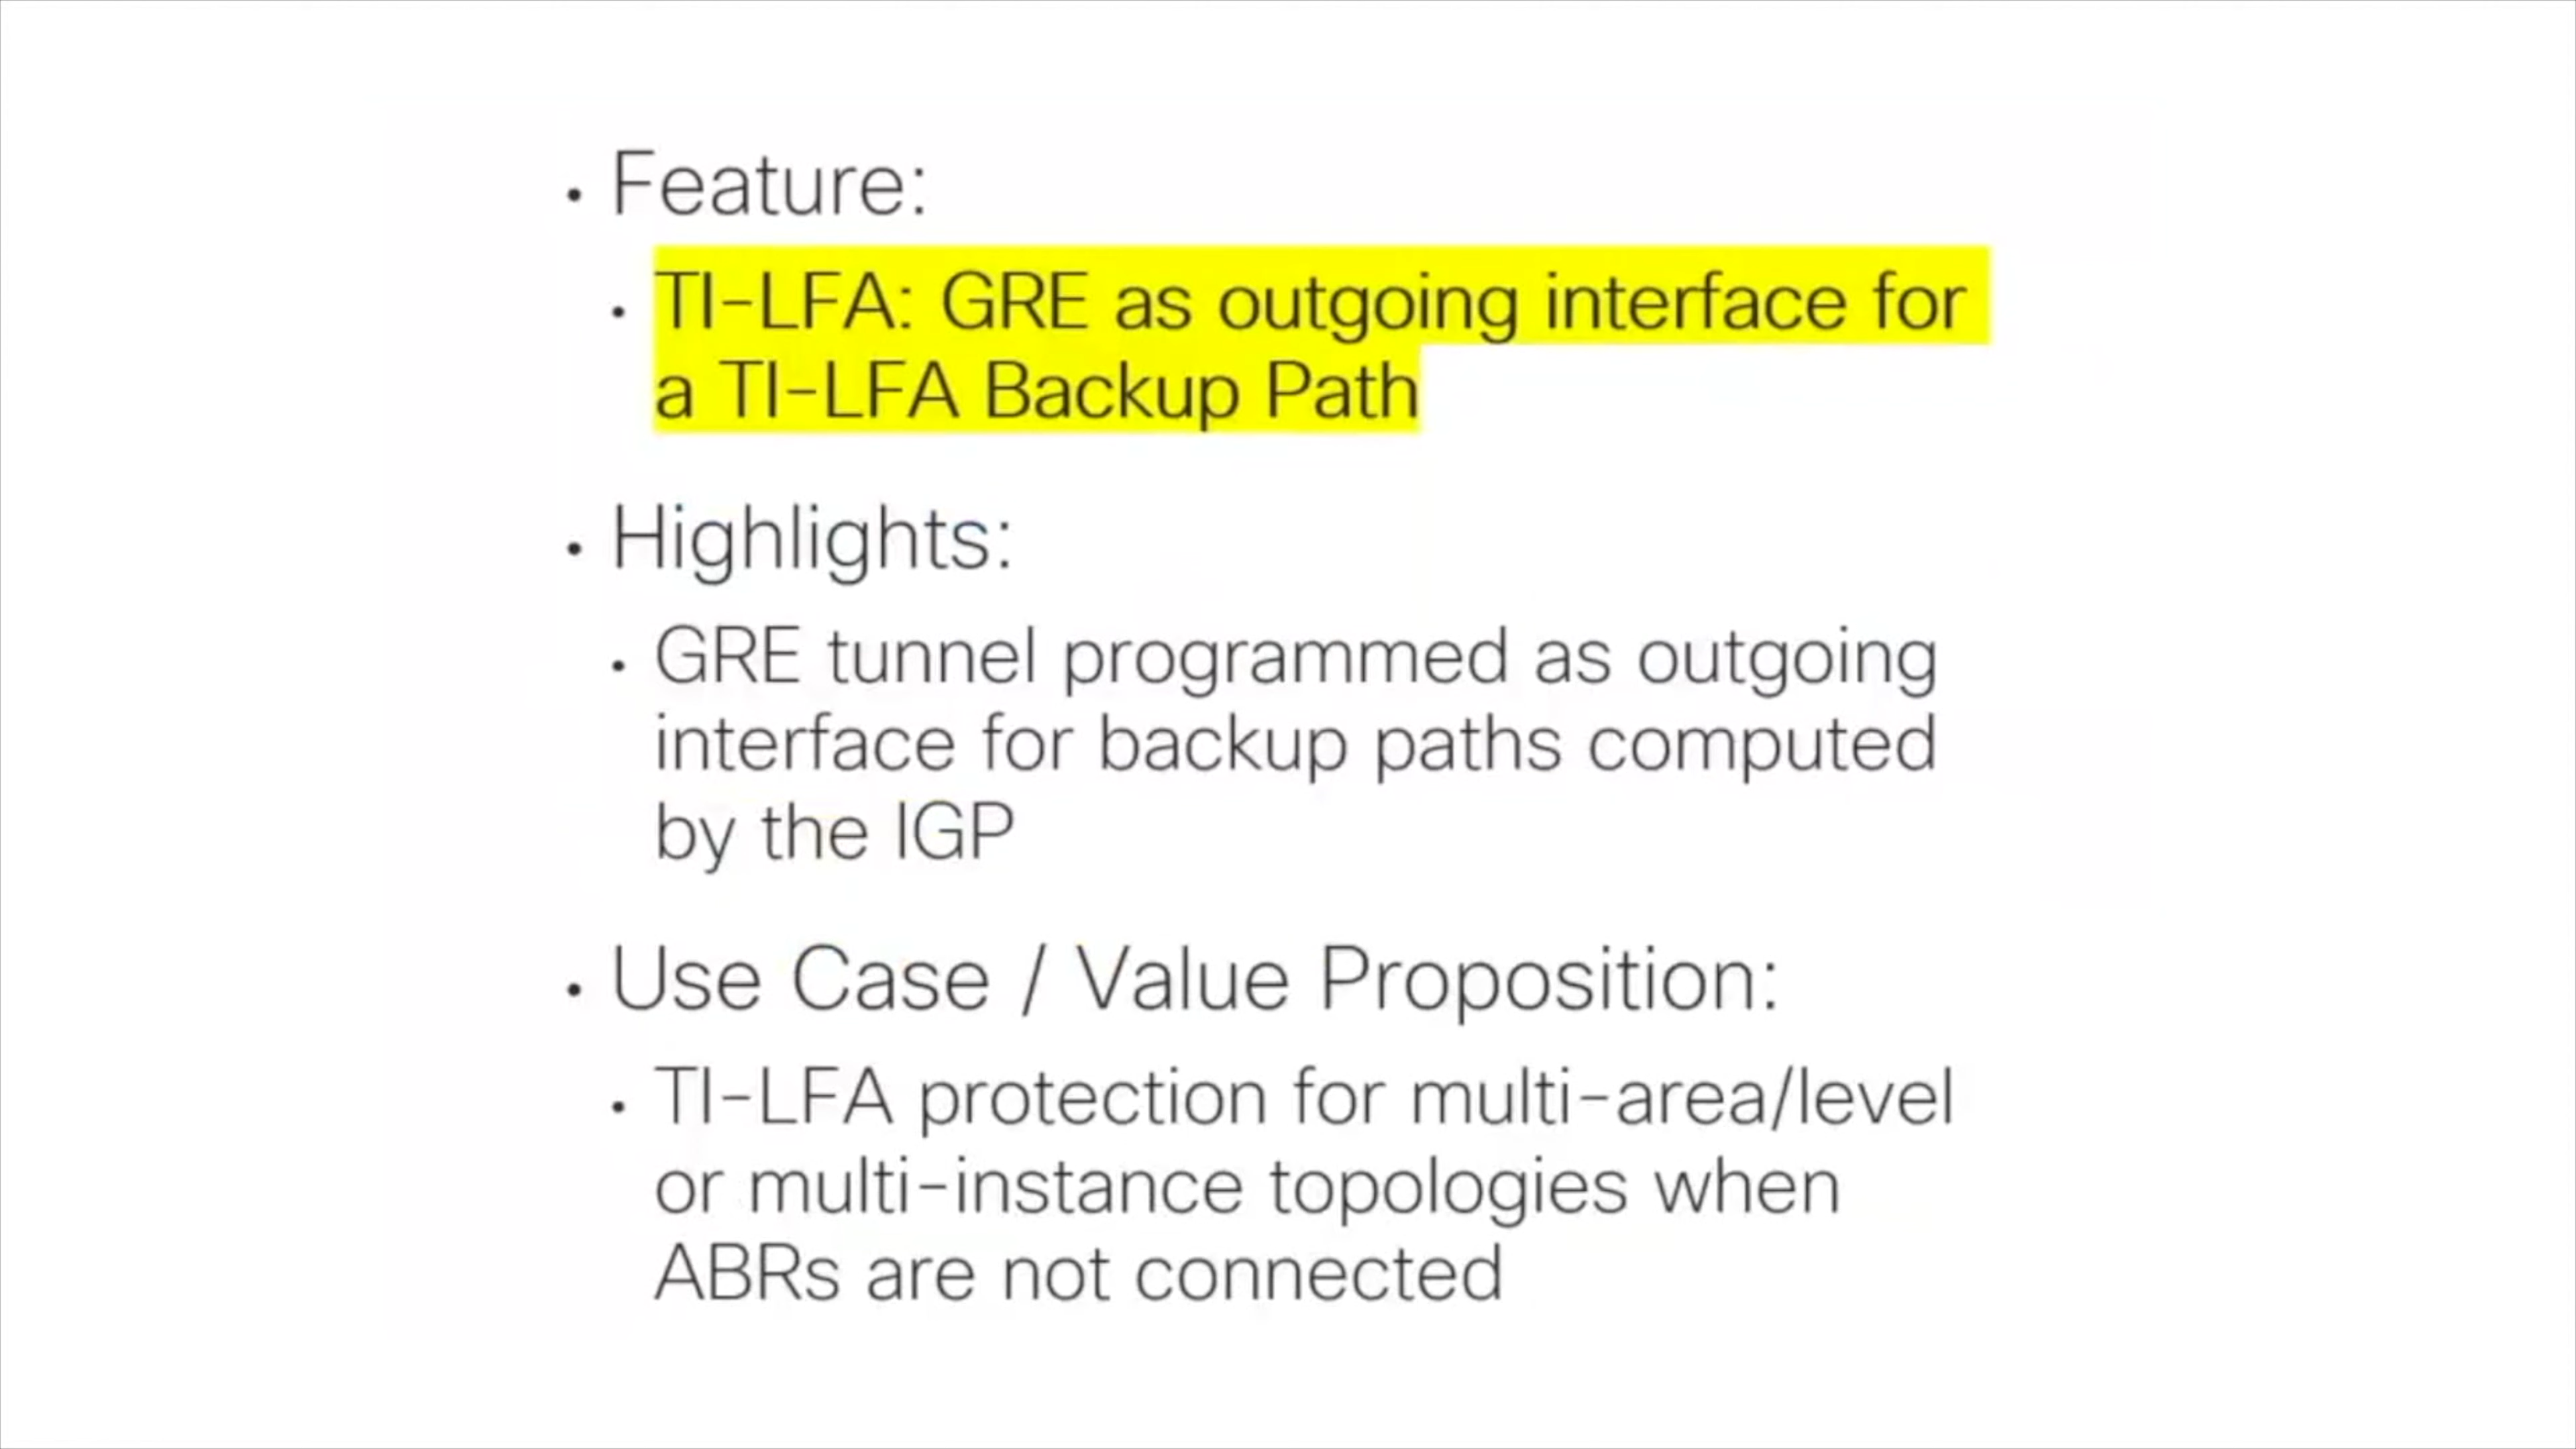 • Feature:
• TI-LFA: GRE as outgoing interface for
a TI-LFA Backup Path
• Highlights:
• GRE tunnel programmed as outgoing
interface for backup paths computed
by the IGP
• Use Case / Value Proposition:
• TI-LFA protection for multi-area/level
or multi-instance topologies when
ABRs are not connected